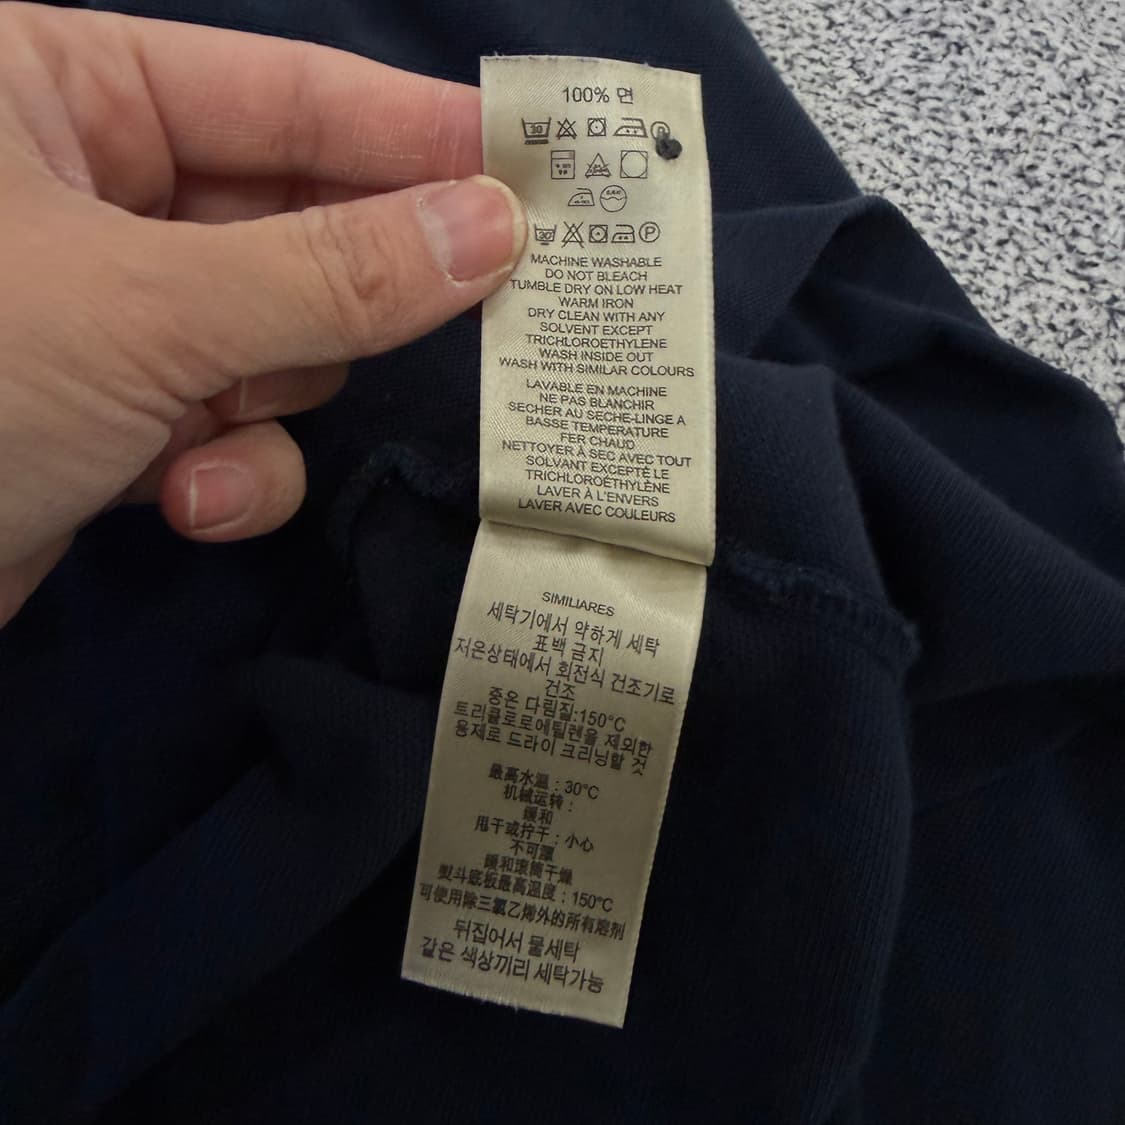 100% 면
30
30
P
MACHINE WASHABLE
DO NOT BLEACH
TUMBLE DRY ON LOW HEAT
WARM IRON
DRY CLEAN WITH ANY
SOLVENT EXCEPT
TRICHLOROETHYLENE
WASH INSIDE OUT
WASH WITH SIMILAR COLOURS
LAVABLE EN MACHINE
NE PAS BLANCHIR
SECHER AU SECHE-LINGE A
BASSE TEMPERATURE
FER CHAUD
NETTOYER À SEC AVEC TOUT
SOLVANT EXCEPTÉ LE
TRICHLOROÉTHYLÈNE
LAVER À L'ENVERS
LAVER AVEC COULEURS
SIMILIARES
세탁기에서 약하게 세탁
표백 금지
저온상태에서 회전식 건조기로
건조
중온 다림질:150°C
트리클로로에틸렌을 제외한
용제로 드라이 크리닝할 것
最高水温：30°C
机械运转：
缓和
甩干或拧干：小心
不可漂
缓和滚筒干燥
熨斗底板最高温度：150°C
可使用除三氯乙烯外的所有溶剂
뒤집어서 물세탁
같은 색상끼리 세탁가능